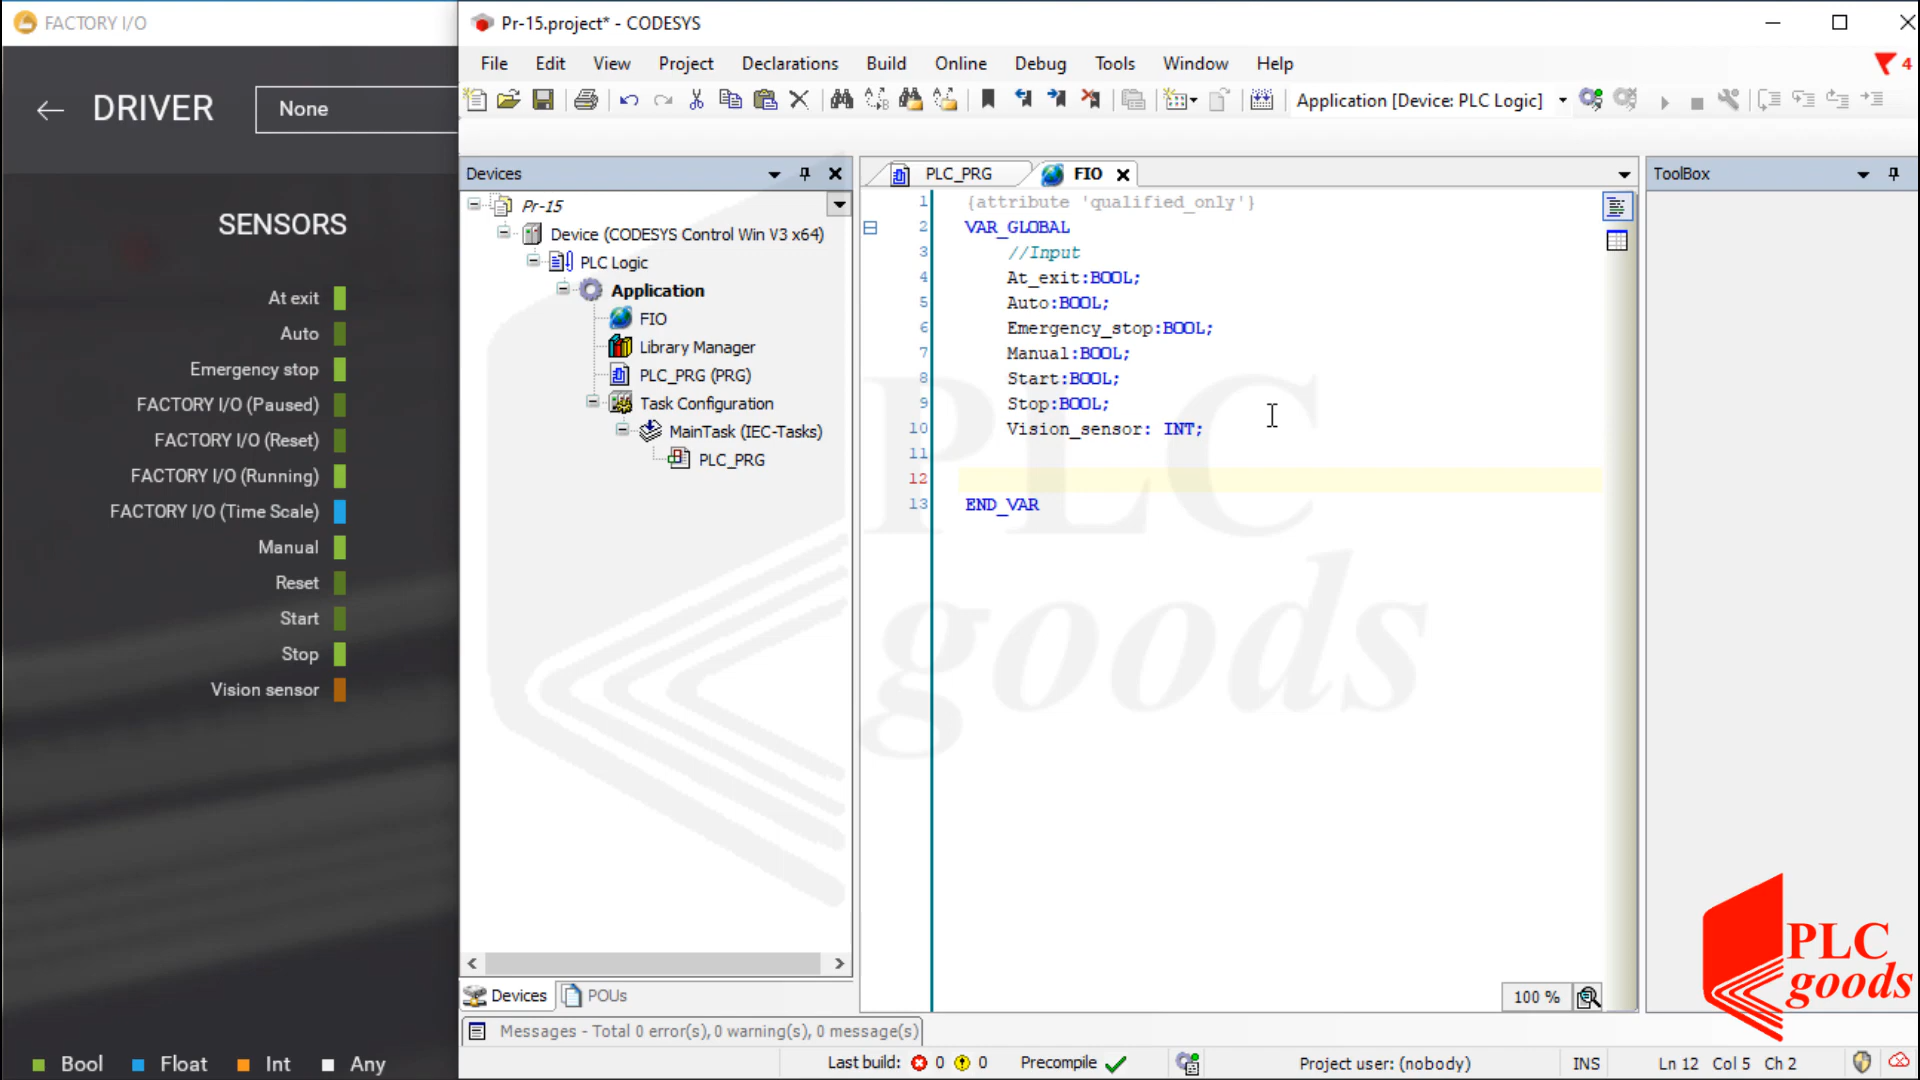 FACTORY I/O
DRIVER
None
SENSORS
At exit
Auto
Emergency stop
FACTORY I/O (Paused)
FACTORY I/O (Reset)
FACTORY I/O (Running)
FACTORY I/O (Time Scale)
Manual
Reset
Start
Stop
Vision sensor
Bool
Float
Int
Any
Pr-15.project* - CODESYS
File Edit View Project Declarations Build Online Debug Tools Window Help
4
Application [Device: PLC Logic]
Devices
Pr-15
Device (CODESYS Control Win V3 x64)
PLC Logic
Application
FIO
Library Manager
PLC_PRG (PRG)
Task Configuration
MainTask (IEC-Tasks)
PLC_PRG
Devices
POUs
PLC_PRG
FIO
1 {attribute 'qualified_only'}
2 VAR_GLOBAL
3 //Input
4 At_exit:BOOL;
5 Auto:BOOL;
6 Emergency_stop:BOOL;
7 Manual:BOOL;
8 Start:BOOL;
9 Stop:BOOL;
10 Vision_sensor: INT;
11
12
13 END_VAR
100 %
ToolBox
PLC
goods
PLC
goods
Messages - Total 0 error(s), 0 warning(s), 0 message(s)
Last build: 0 0 Precompile
Project user: (nobody)
INS
Ln 12 Col 5 Ch 2